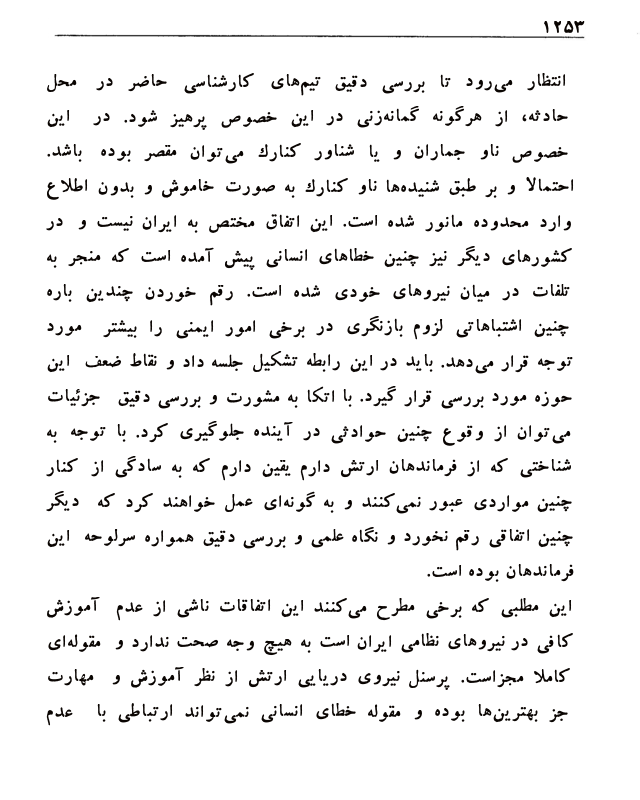 ۱۲۵۳
انتظار می‌رود تا بررسی دقیق تیم‌های کارشناسی حاضر در محل
حادثه، از هرگونه گمانه‌زنی در این خصوص پرهیز شود. در این
خصوص ناو جماران و یا شناور کنارك می‌توان مقصر بوده باشد.
احتمالا و بر طبق شنیده‌ها ناو کنارك به صورت خاموش و بدون اطلاع
وارد محدوده مانور شده است. این اتفاق مختص به ایران نیست و در
کشورهای دیگر نیز چنین خطاهای انسانی پیش آمده است که منجر به
تلفات در میان نیروهای خودی شده است. رقم خوردن چندین باره
چنین اشتباهاتی لزوم بازنگری در برخی امور ایمنی را بیشتر مورد
توجه قرار می‌دهد. باید در این رابطه تشکیل جلسه داد و نقاط ضعف این
حوزه مورد بررسی قرار گیرد. با اتکا به مشورت و بررسی دقیق جزئیات
می‌توان از وقوع چنین حوادثی در آینده جلوگیری کرد. با توجه به
شناختی که از فرماندهان ارتش دارم یقین دارم که به سادگی از کنار
چنین مواردی عبور نمی‌کنند و به گونه‌ای عمل خواهند کرد که دیگر
چنین اتفاقی رقم نخورد و نگاه علمی و بررسی دقیق همواره سرلوحه این
فرماندهان بوده است.
این مطلبی که برخی مطرح می‌کنند این اتفاقات ناشی از عدم آموزش
کافی در نیروهای نظامی ایران است به هیچ وجه صحت ندارد و مقوله‌ای
کاملا مجزاست. پرسنل نیروی دریایی ارتش از نظر آموزش و مهارت
جز بهترین‌ها بوده و مقوله خطای انسانی نمی‌تواند ارتباطی با عدم